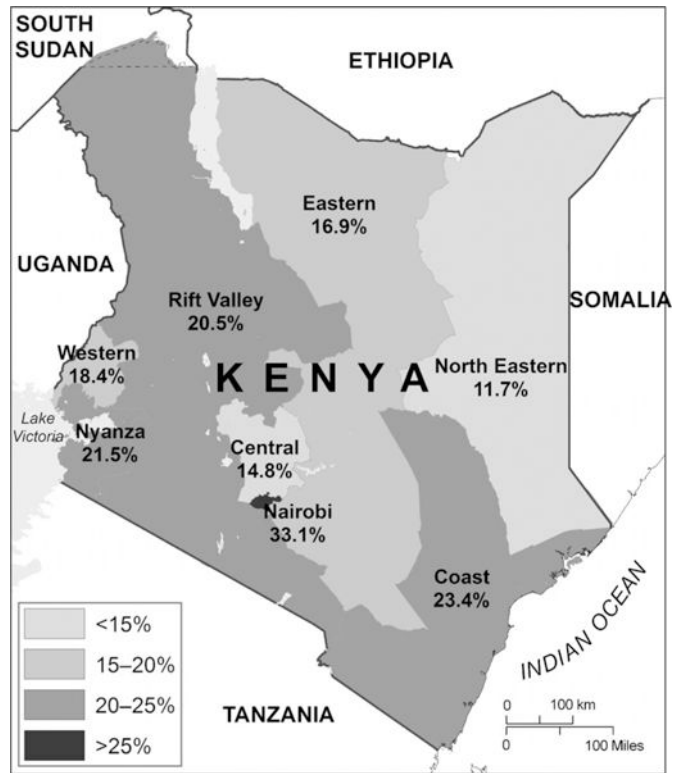 SOUTH
SUDAN
ETHIOPIA
Eastern
16.9%
UGANDA
SOMALIA
Rift Valley
20.5%
Western
18.4%
KENYA
North Eastern
11.7%
Lake
Victoria
Nyanza
21.5%
Central
14.8%
Nairobi
33.1%
Coast
23.4%
INDIAN OCEAN
TANZANIA
<15%
15–20%
20–25%
>25%
0 100 km
0 100 Miles